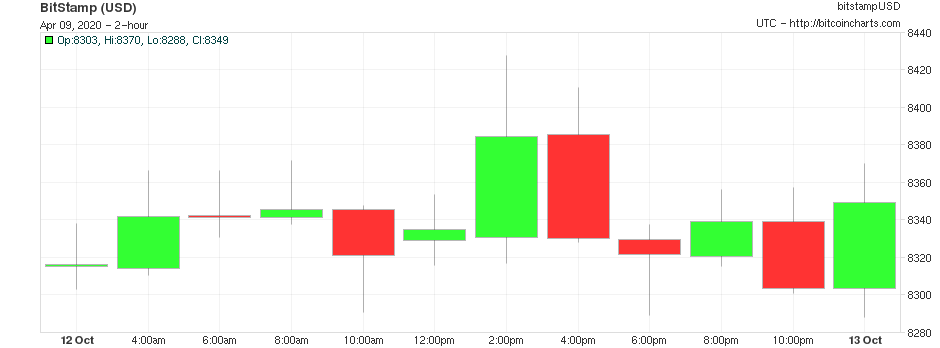 BitStamp (USD)
bitstampUSD
Apr 09, 2020 - 2-hour
UTC - http://bitcoincharts.com
Op:8303, Hi:8370, Lo:8288, Cl:8349
8440
8420
8400
8380
8360
8340
8320
8300
8280
12 Oct 4:00am 6:00am 8:00am 10:00am 12:00pm 2:00pm 4:00pm 6:00pm 8:00pm 10:00pm 13 Oct